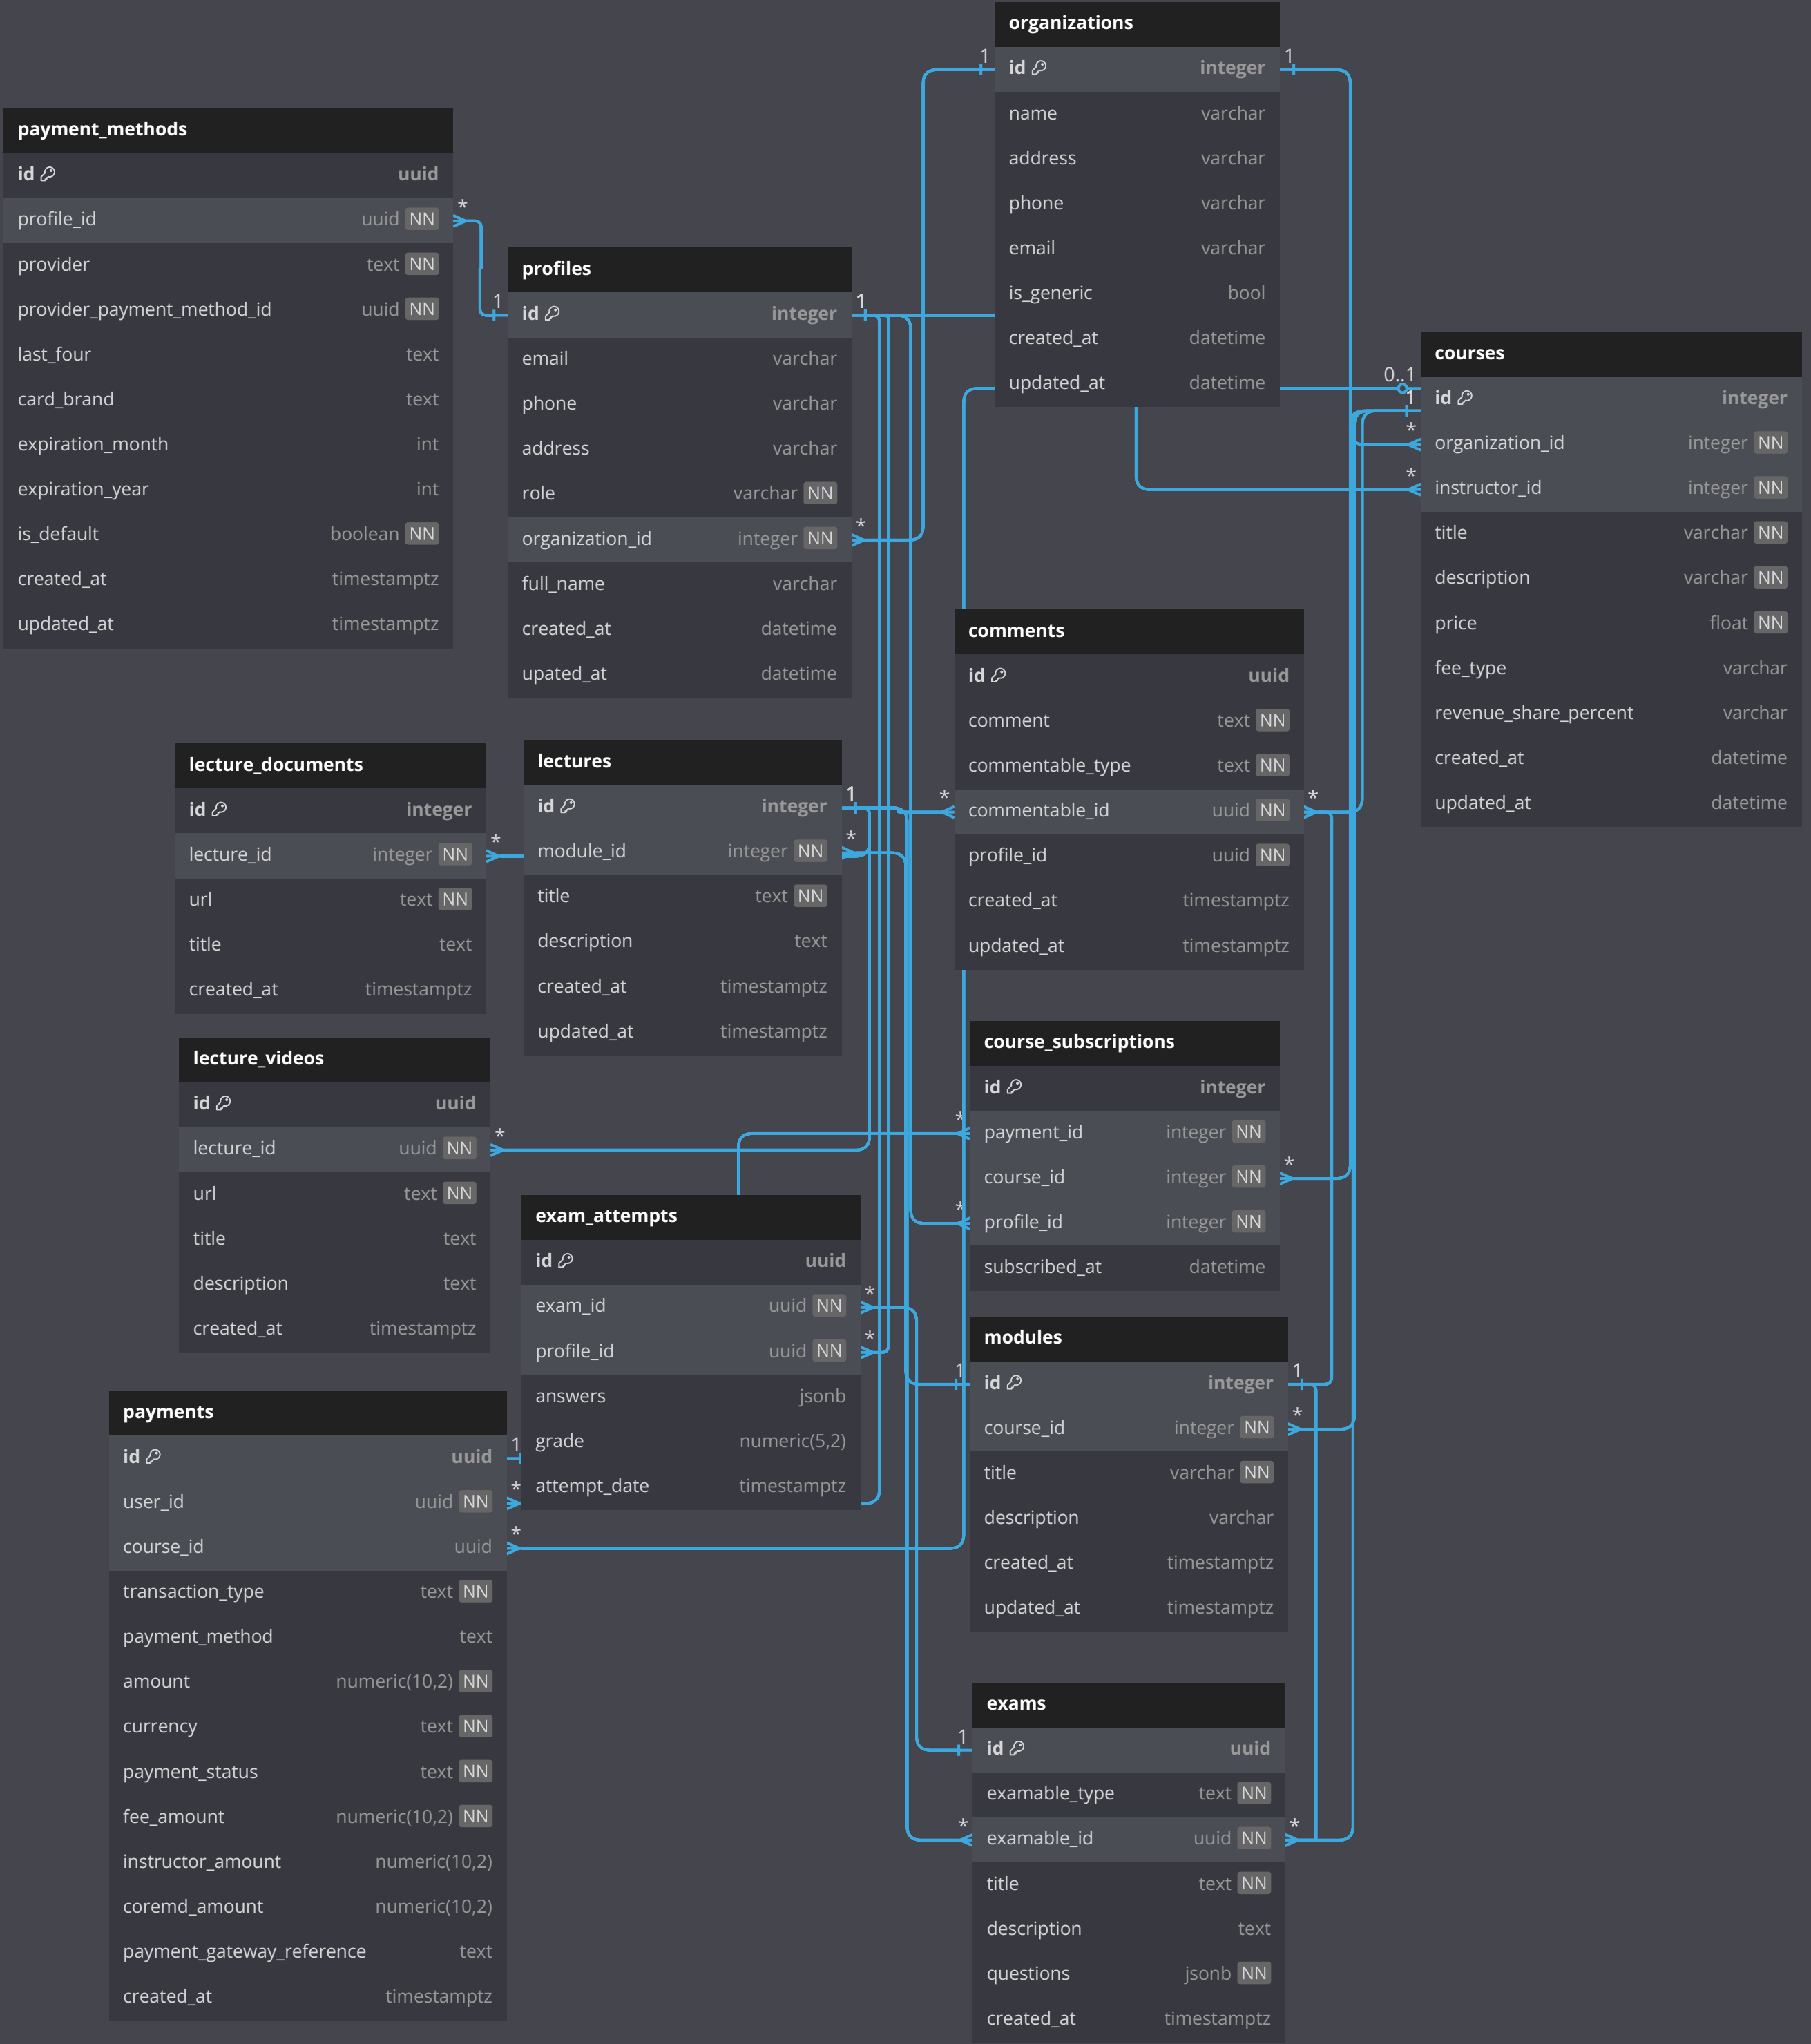 organizations
id integer
name varchar
address varchar
phone varchar
email varchar
is_generic bool
created_at datetime
updated_at datetime
1
1
payment_methods
id uuid
profile_id uuid NN
provider text NN
provider_payment_method_id uuid NN
last_four text
card_brand text
expiration_month int
expiration_year int
is_default boolean NN
created_at timestamptz
updated_at timestamptz
*
profiles
id integer
email varchar
phone varchar
address varchar
role varchar NN
organization_id integer NN
full_name varchar
created_at datetime
upated_at datetime
1
1
*
courses
id integer
organization_id integer NN
instructor_id integer NN
title varchar NN
description varchar NN
price float NN
fee_type varchar
revenue_share_percent varchar
created_at datetime
updated_at datetime
0..1
1
*
*
comments
id uuid
comment text NN
commentable_type text NN
commentable_id uuid NN
profile_id uuid NN
created_at timestamptz
updated_at timestamptz
*
*
lecture_documents
id integer
lecture_id integer NN
url text NN
title text
created_at timestamptz
*
lectures
id integer
module_id integer NN
title text NN
description text
created_at timestamptz
updated_at timestamptz
1
*
lecture_videos
id uuid
lecture_id uuid NN
url text NN
title text
description text
created_at timestamptz
*
course_subscriptions
id integer
payment_id integer NN
course_id integer NN
profile_id integer NN
subscribed_at datetime
*
*
*
exam_attempts
id uuid
exam_id uuid NN
profile_id uuid NN
answers jsonb
grade numeric(5,2)
attempt_date timestamptz
*
*
modules
id integer
course_id integer NN
title varchar NN
description varchar
created_at timestamptz
updated_at timestamptz
1
1
*
payments
id uuid
user_id uuid NN
course_id uuid
transaction_type text NN
payment_method text
amount numeric(10,2) NN
currency text NN
payment_status text NN
fee_amount numeric(10,2) NN
instructor_amount numeric(10,2)
coremd_amount numeric(10,2)
payment_gateway_reference text
created_at timestamptz
1
*
*
exams
id uuid
examable_type text NN
examable_id uuid NN
title text NN
description text
questions jsonb NN
created_at timestamptz
1
*
*